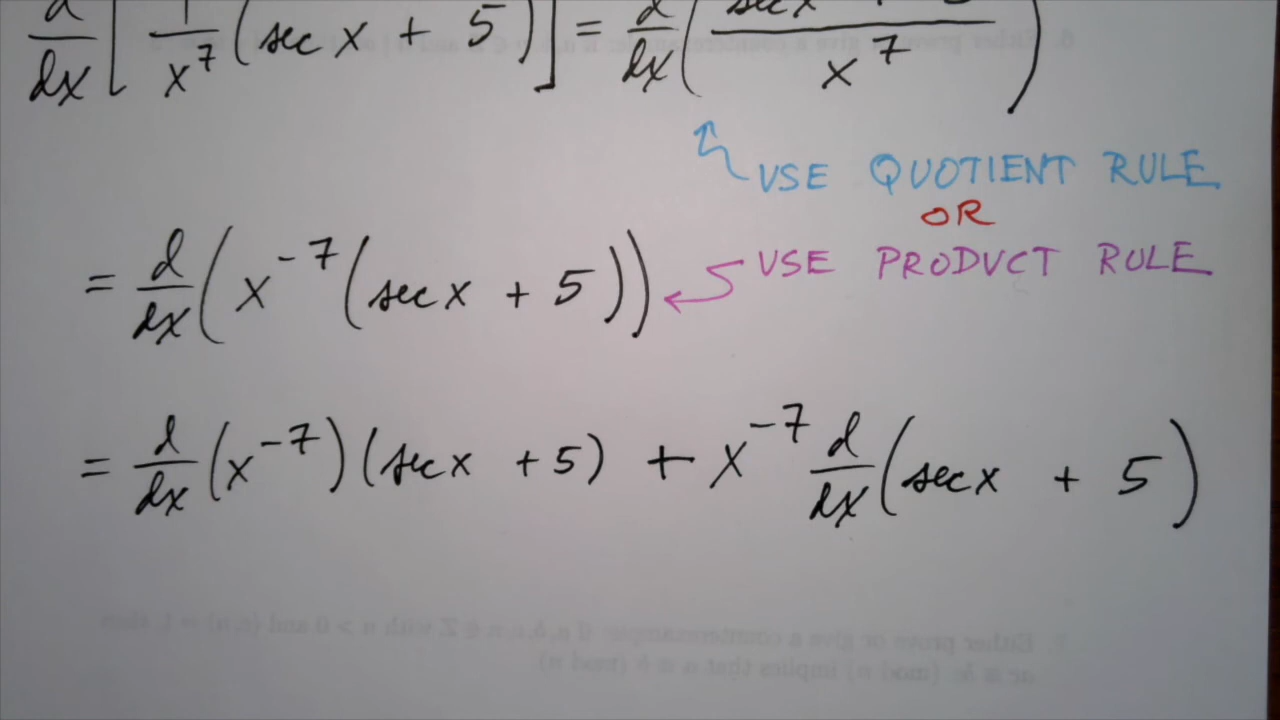 d/dx [ 1/x^7 (sec x + 5) ] = d/dx ( sec x + 5 / x^7 )
USE QUOTIENT RULE
OR
= d/dx ( x^-7 (sec x + 5) ) USE PRODUCT RULE
= d/dx (x^-7)(sec x + 5) + x^-7 d/dx (sec x + 5)